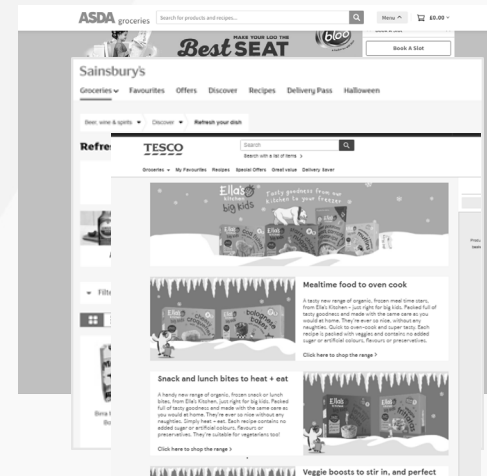 ASDA groceries
Search for products and recipes...
Menu
£0.00
MAKE YOUR LOO THE
Best SEAT
bloo
Book A Slot
Sainsbury's
Groceries Favourites Offers Discover Recipes Delivery Pass Halloween
Beer, wine & spirits Discover Refresh your dish
Refre
TESCO
Search
Search with a list of items >
Groceries My Favourites Recipes Special Offers Great value Delivery Saver
Ella's kitchen big kids
Tasty goodness from our
kitchen to your freezer
Mealtime food to oven cook
A tasty new range of organic, frozen meal time stars,
from Ella's Kitchen – just right for big kids. Packed full of
tasty goodness and made with the same care as you
would at home. They're ever so nice, without any
naughties. Quick to oven-cook and super tasty. Each
recipe is packed with veggies and contains no added
sugar or artificial colours, flavours or preservatives.
Click here to shop the range >
Filte
Snack and lunch bites to heat + eat
A handy new range of organic, frozen snack or lunch
bites, from Ella's Kitchen, just right for big kids. Packed
full of tasty goodness and made with the same care as
you would at home. They're ever so nice without any
naughties. Simply heat + eat. Each recipe contains no
added sugar or artificial colours, flavours or
preservatives. They're suitable for vegetarians too!
Click here to shop the range >
Ella's
Veggie boosts to stir in, and perfect